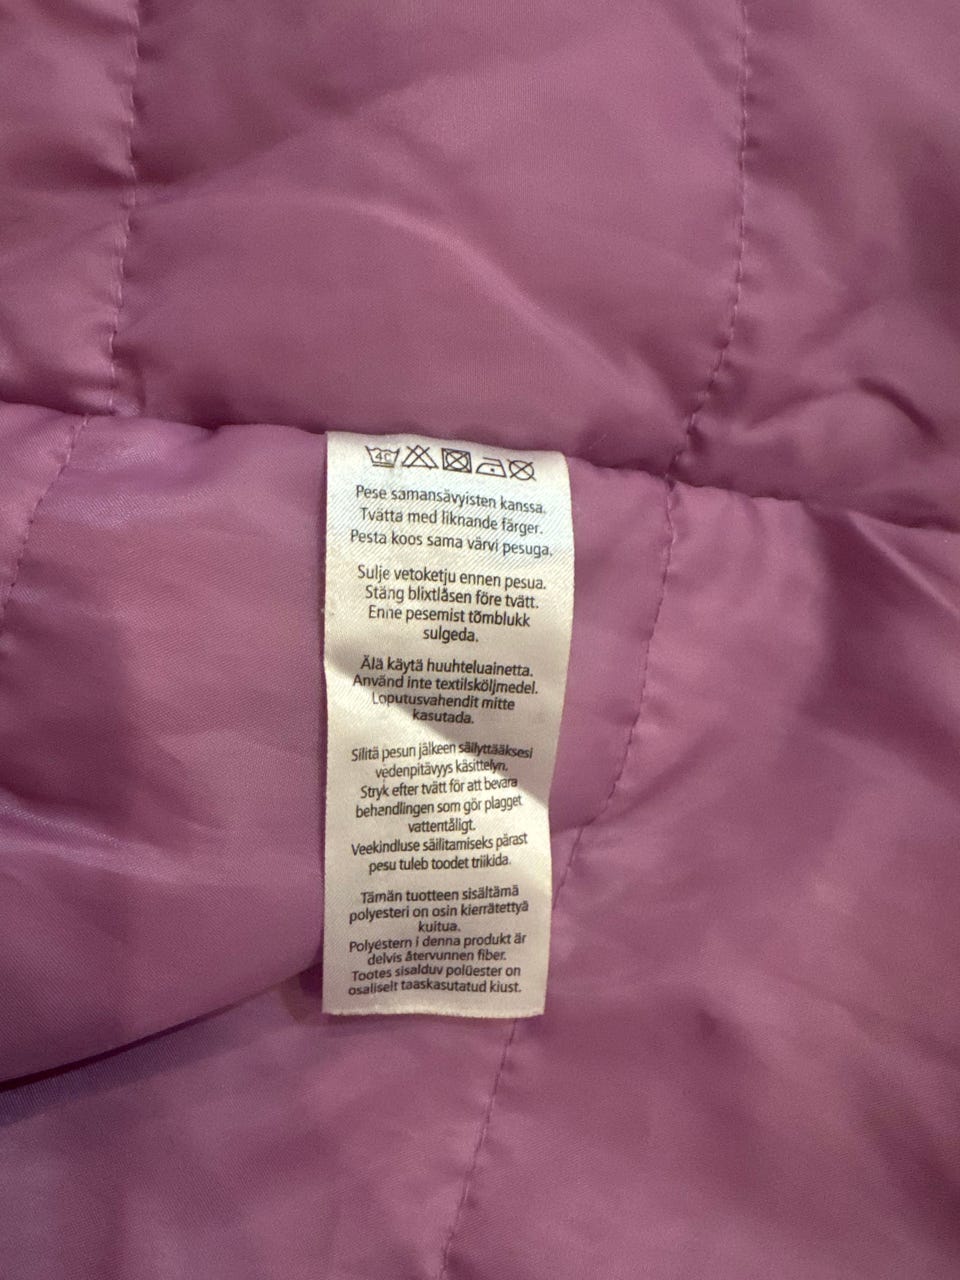 40
Pese samansävyisten kanssa.
Tvätta med liknande färger.
Pesta koos sama värvi pesuga.
Sulje vetoketju ennen pesua.
Stäng blixtlåsen före tvätt.
Enne pesemist tõmblukk
sulgeda.
Älä käytä huuhteluainetta.
Använd inte textilsköljmedel.
Loputusvahendit mitte
kasutada.
Silitä pesun jälkeen säilyttääksesi
vedenpitävyys käsittelyn.
Stryk efter tvätt för att bevara
behandlingen som gör plagget
vattentåligt.
Veekindluse säilitamiseks pärast
pesu tuleb toodet triikida.
Tämän tuotteen sisältämä
polyesteri on osin kierrätettyä
kuitua.
Polyestern i denna produkt är
delvis återvunnen fiber.
Tootes sisalduv polüester on
osaliselt taaskasutatud kiust.